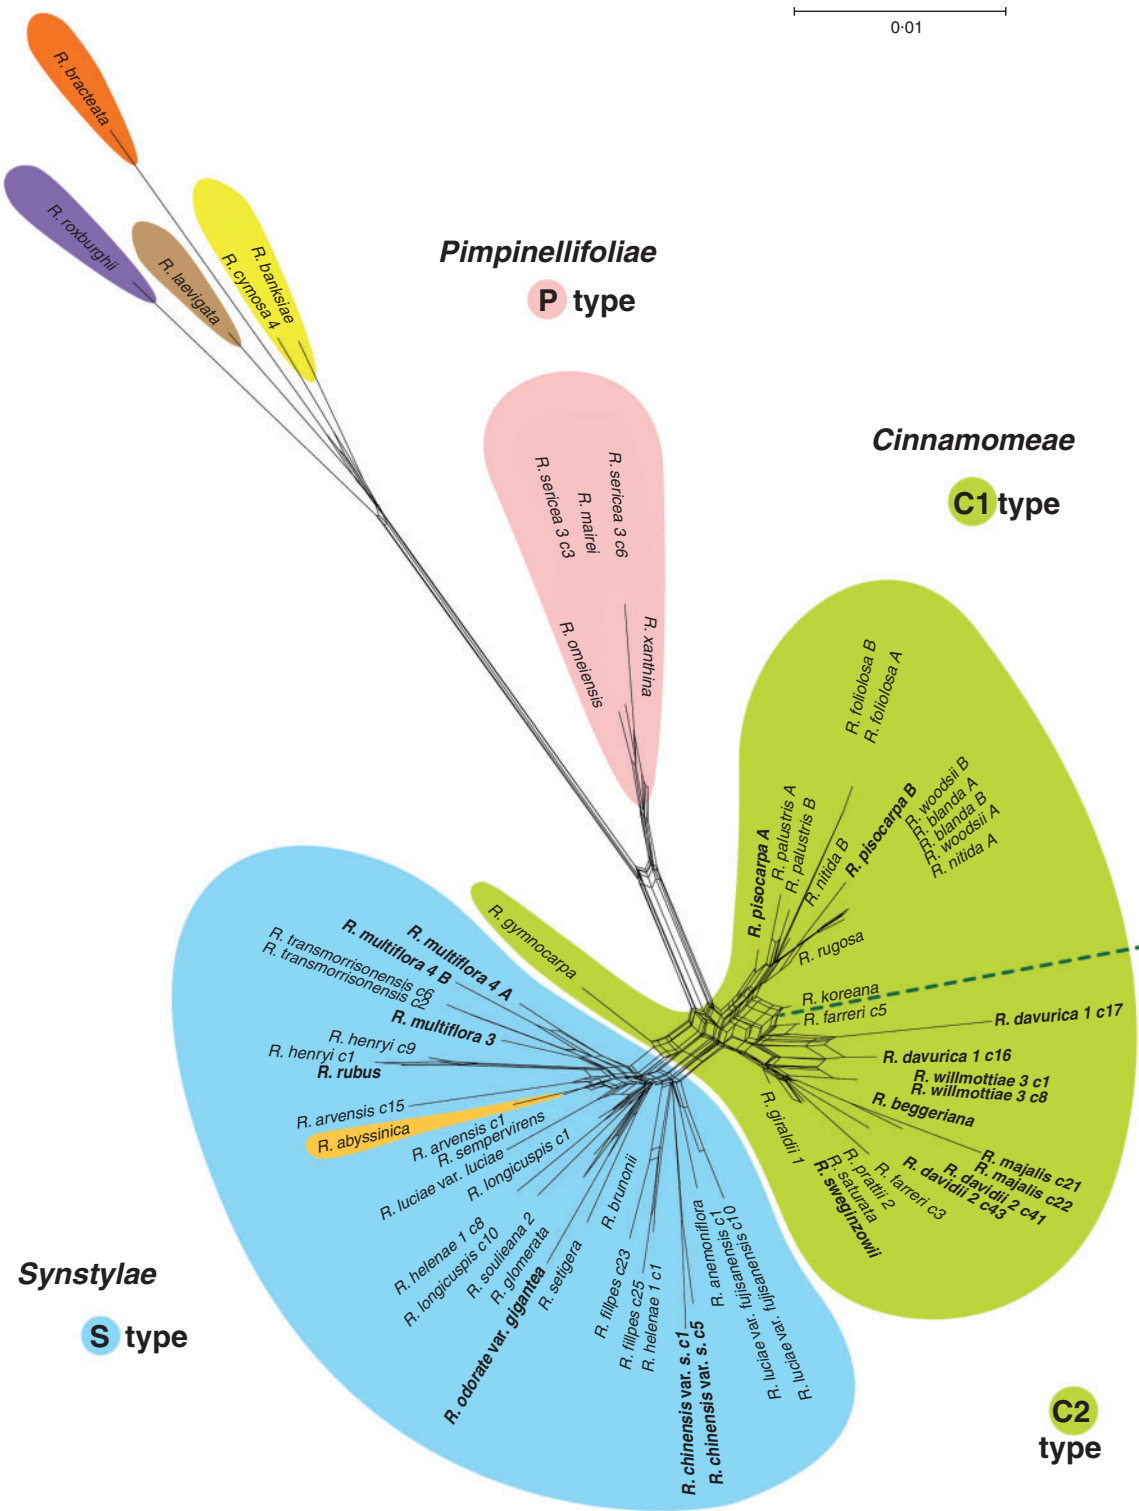 0·01
R. bracteata
R. roxburghii
R. laevigata
R. banksiae
R. cymosa 4
Pimpinellifoliae
P type
R. sericea 3 c3
R. mairei
R. sericea 3 c6
R. omeiensis
R. xanthina
Cinnamomeae
C1 type
R. foliolosa B
R. foliolosa A
R. pisocarpa A
R. palustris A
R. palustris B
R. nitida B
R. pisocarpa B
R. woodsii B
R. blanda A
R. blanda B
R. woodsii A
R. nitida A
R. rugosa
R. koreana
R. farreri c5
R. davurica 1 c17
R. davurica 1 c16
R. willmottiae 3 c1
R. willmottiae 3 c8
R. beggeriana
R. majalis c21
R. majalis c22
R. davidii 2 c41
R. davidii 2 c43
R. farreri c3
R. prattii 2
R. saturata
R. sweginzowii
R. giraldii 1
R. gymnocarpa
R. multiflora 4 A
R. multiflora 4 B
R. transmorrisonensis c6
R. transmorrisonensis c2
R. multiflora 3
R. henryi c9
R. henryi c1
R. rubus
R. arvensis c15
R. abyssinica
R. arvensis c1
R. sempervirens
R. luciae var. luciae
R. longicuspis c1
R. helenae 1 c8
R. longicuspis c10
R. soulieana 2
R. glomerata
R. odorate var. gigantea
R. setigera
R. brunonii
R. fillpes c23
R. fillpes c25
R. helenae 1 c1
R. chinensis var. s. c1
R. chinensis var. s. c5
R. anemoniflora
R. luciae var. fujisanensis c1
R. luciae var. fujisanensis c10
Synstylae
S type
C2
type